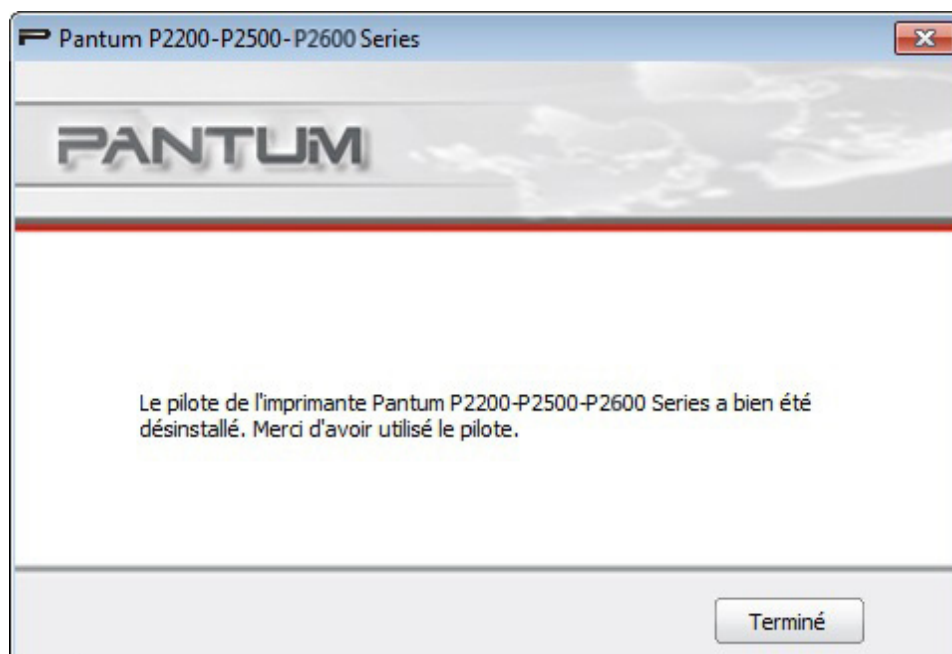 Pantum P2200-P2500-P2600 Series
PANTUM
Le pilote de l'imprimante Pantum P2200-P2500-P2600 Series a bien été
désinstallé. Merci d'avoir utilisé le pilote.
Terminé